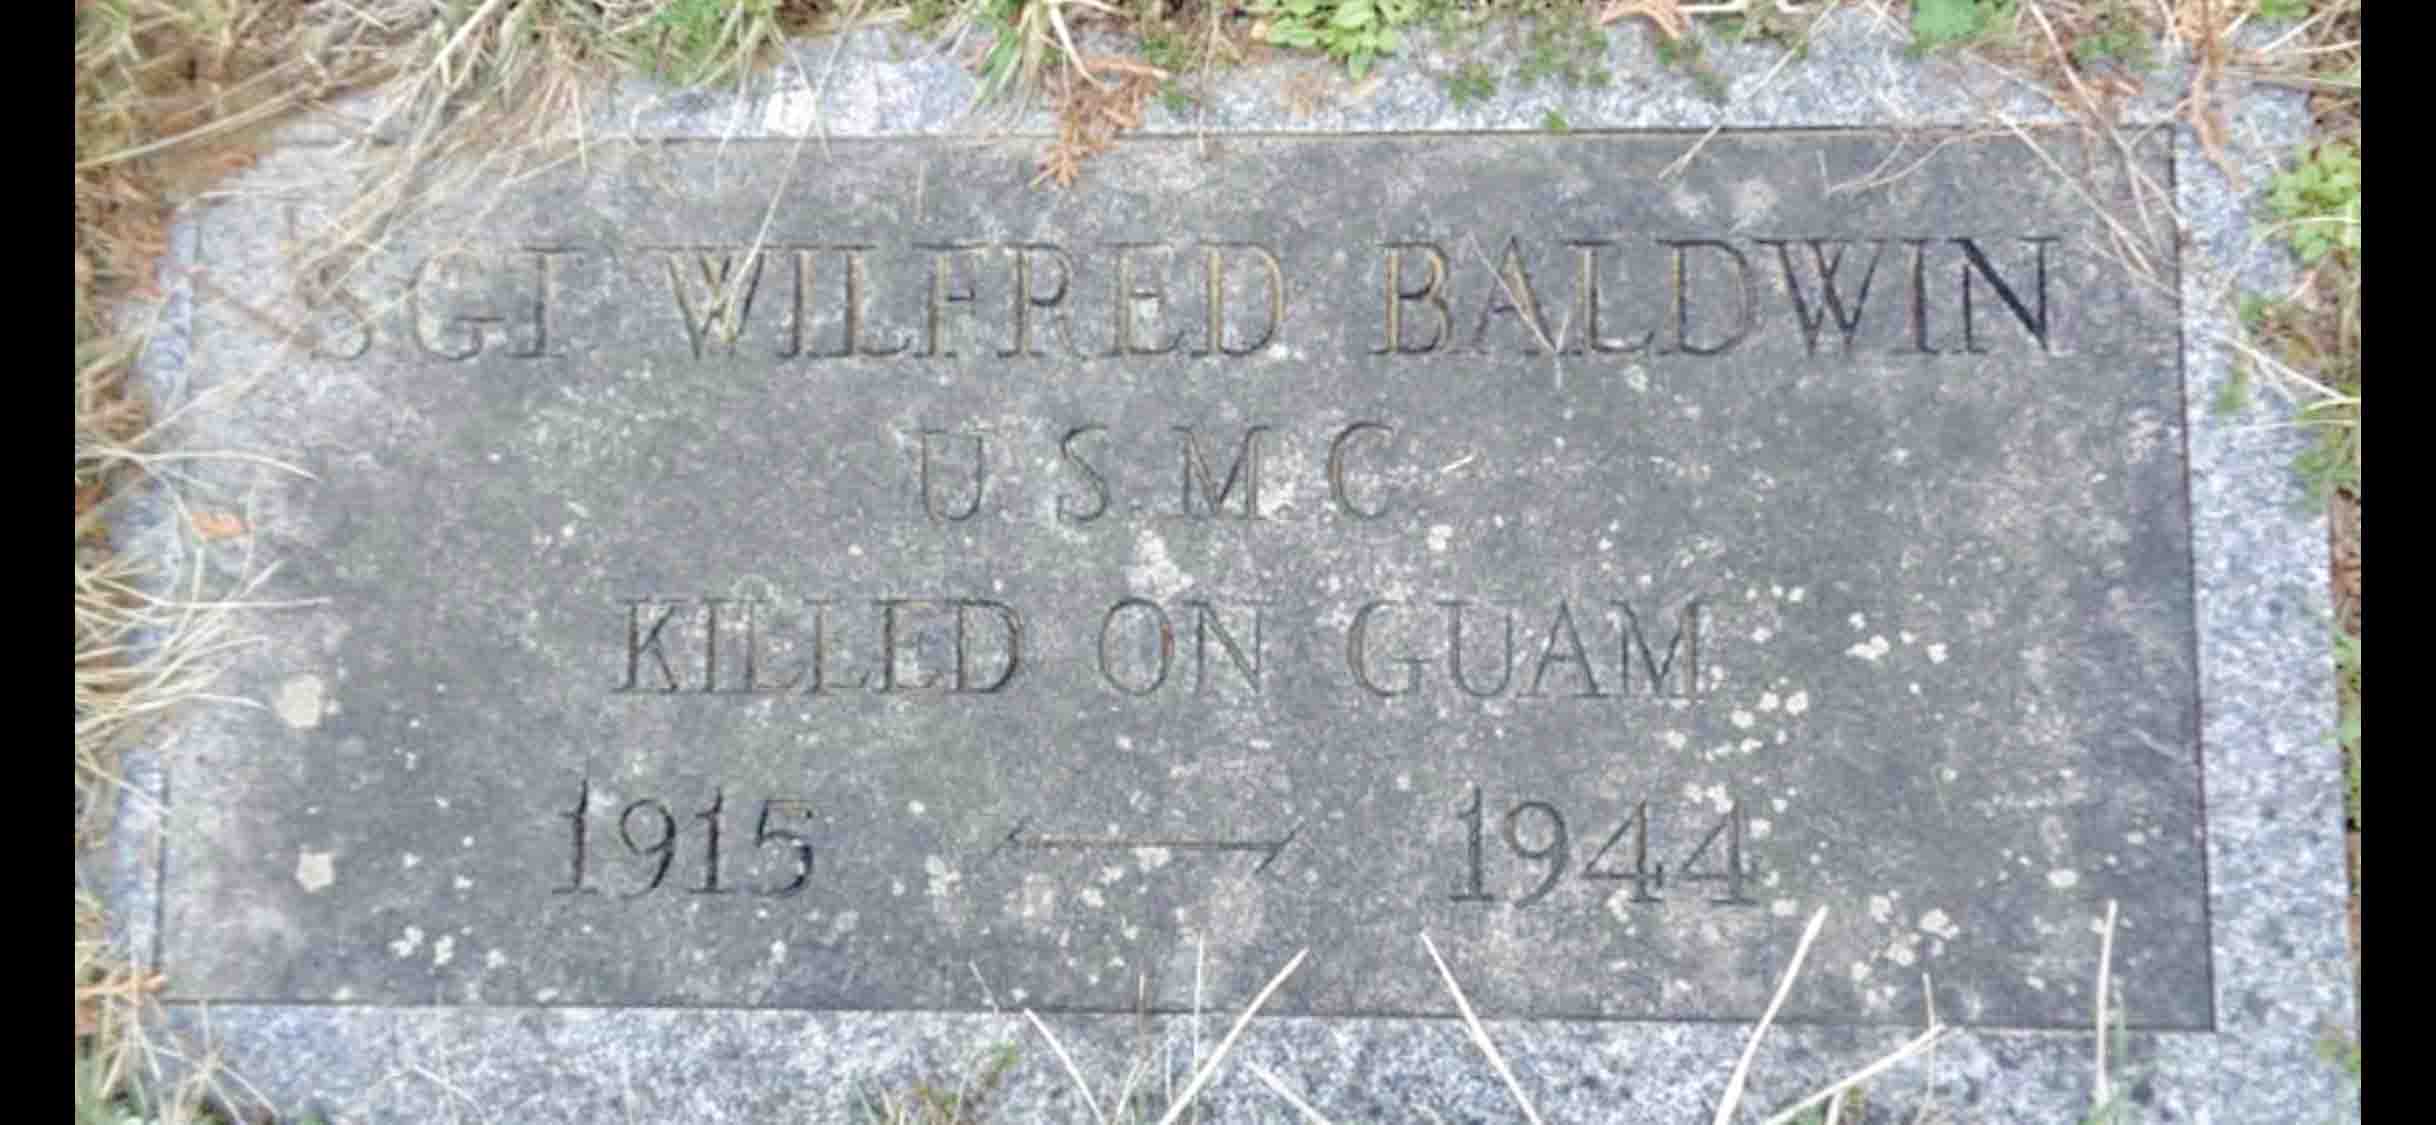 SGT WILFRED BALDWIN
U.S.M.C
KILLED ON GUAM
1915 — 1944